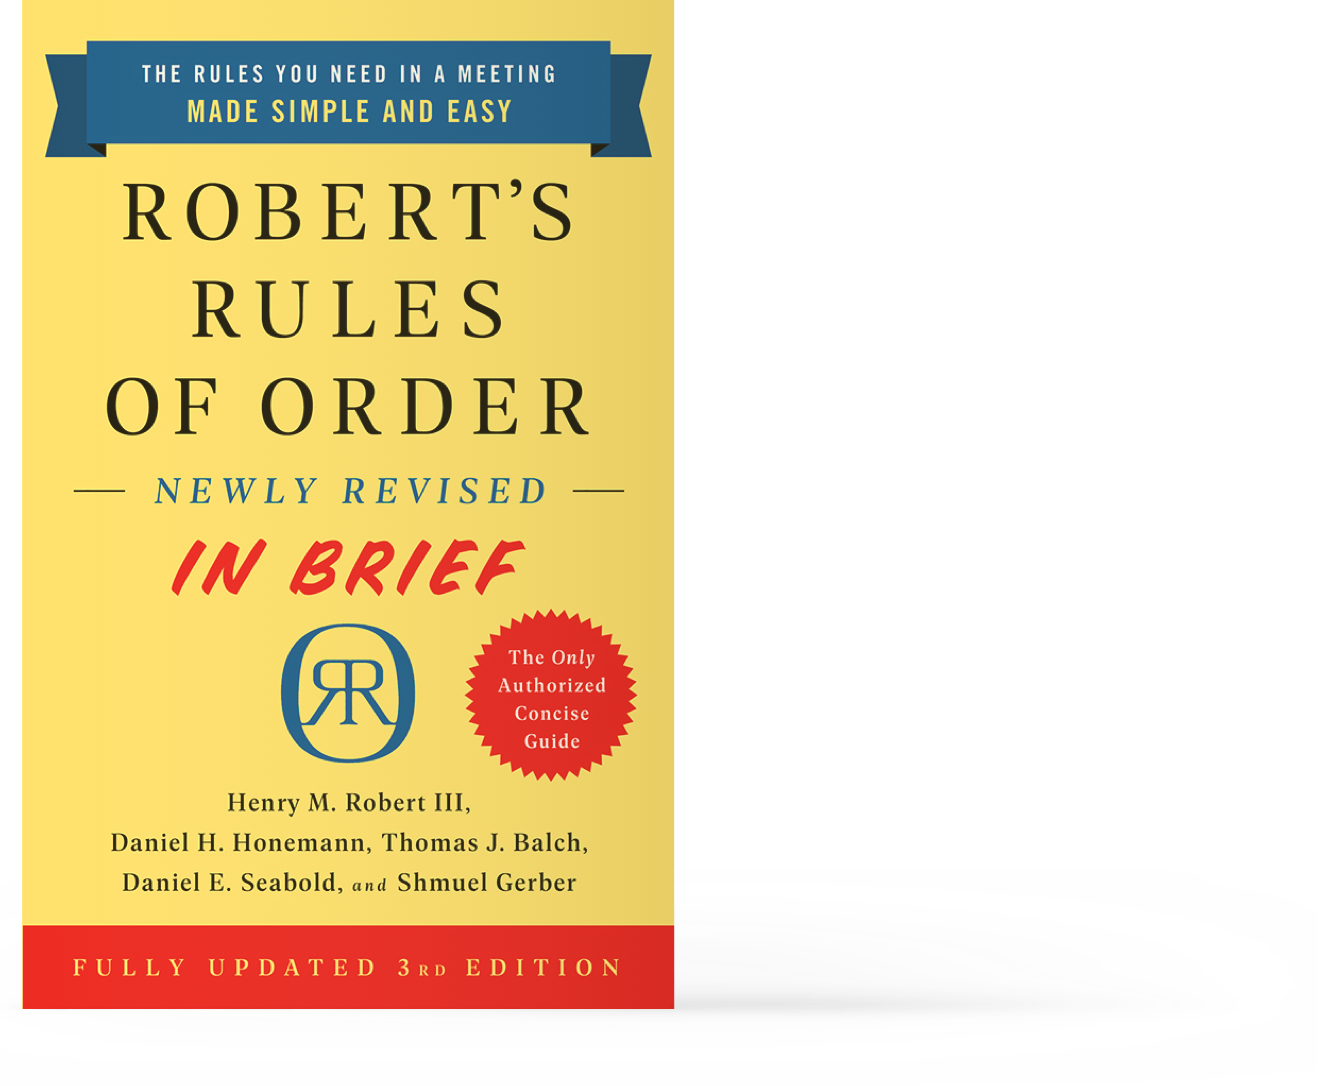 THE RULES YOU NEED IN A MEETING
MADE SIMPLE AND EASY
ROBERT’S
RULES
OF ORDER
NEWLY REVISED
IN BRIEF
RR
The Only
Authorized
Concise
Guide
Henry M. Robert III,
Daniel H. Honemann, Thomas J. Balch,
Daniel E. Seabold, and Shmuel Gerber
FULLY UPDATED 3RD EDITION